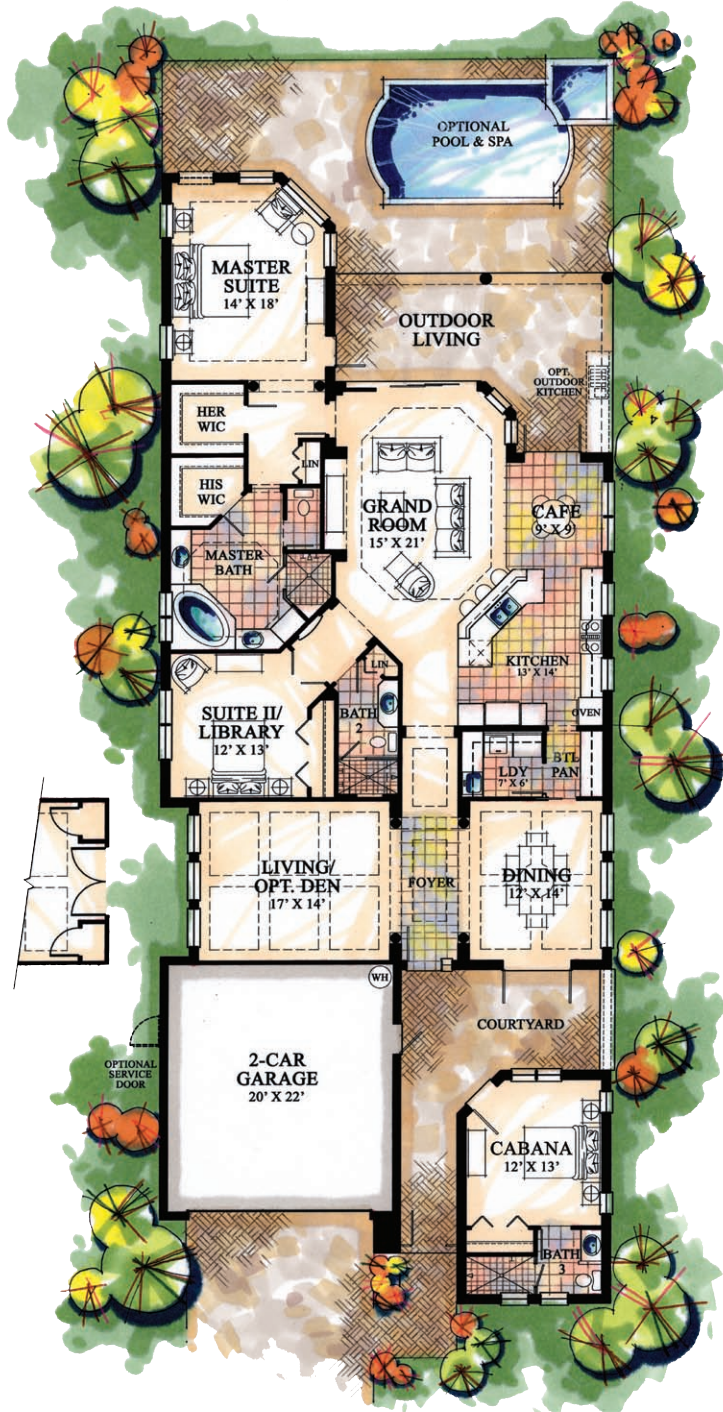 OPTIONAL
POOL & SPA
MASTER
SUITE
14' X 18'
OUTDOOR
LIVING
OPT.
OUTDOOR
KITCHEN
HER
WIC
LIN
HIS
WIC
GRAND
ROOM
15' X 21'
CAFE
9' X 9'
MASTER
BATH
KITCHEN
13' X 14'
LIN
SUITE II/
LIBRARY
12' X 13'
BATH
2
OVEN
LDY
7' X 6'
BTL
PAN
LIVING/
OPT. DEN
17' X 14'
FOYER
DINING
12' X 14'
WH
COURTYARD
OPTIONAL
SERVICE
DOOR
2-CAR
GARAGE
20' X 22'
CABANA
12' X 13'
BATH
3